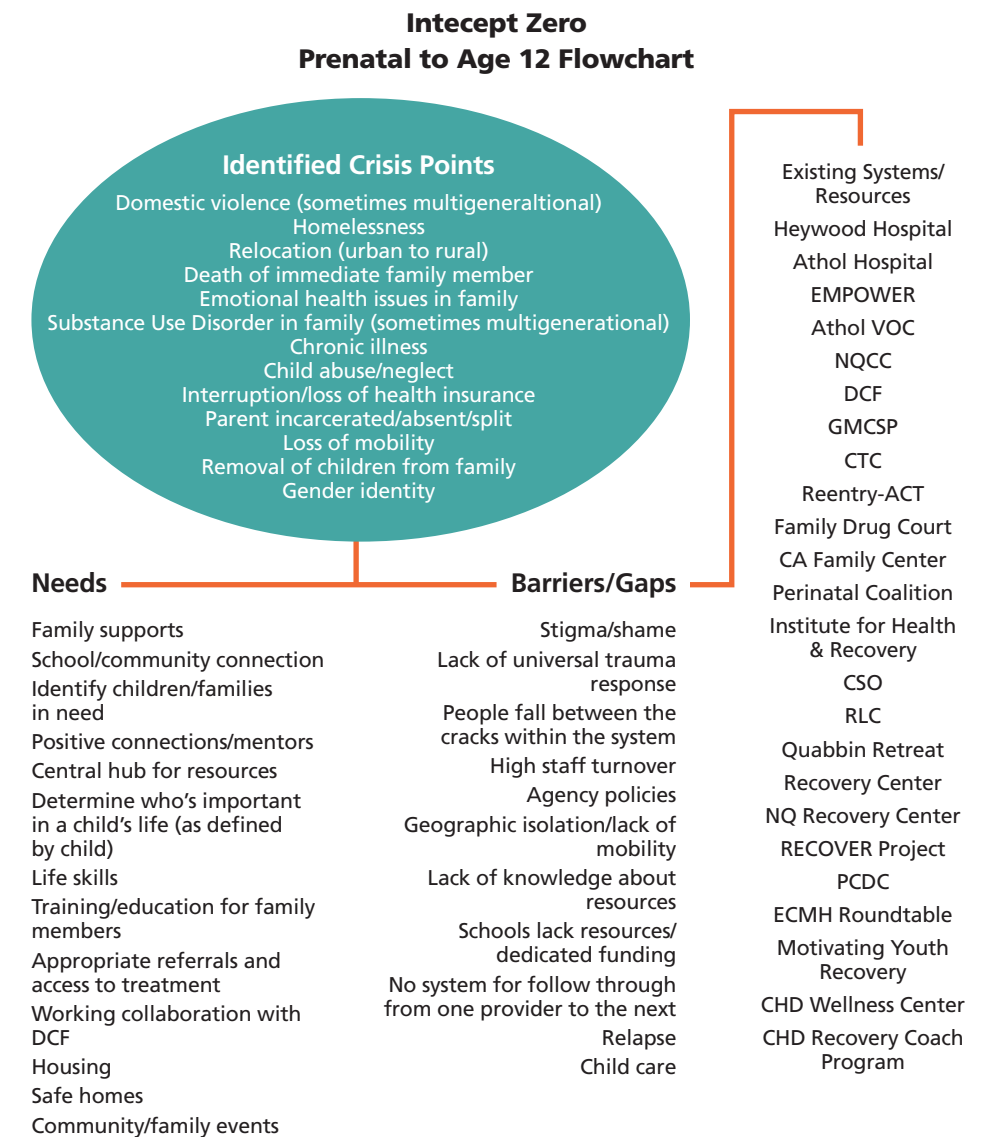 Intecept Zero
Prenatal to Age 12 Flowchart
Identified Crisis Points
Domestic violence (sometimes multigeneraltional)
Homelessness
Relocation (urban to rural)
Death of immediate family member
Emotional health issues in family
Substance Use Disorder in family (sometimes multigenerational)
Chronic illness
Child abuse/neglect
Interruption/loss of health insurance
Parent incarcerated/absent/split
Loss of mobility
Removal of children from family
Gender identity
Needs
Family supports
School/community connection
Identify children/families
in need
Positive connections/mentors
Central hub for resources
Determine who's important
in a child's life (as defined
by child)
Life skills
Training/education for family
members
Appropriate referrals and
access to treatment
Working collaboration with
DCF
Housing
Safe homes
Community/family events
Barriers/Gaps
Stigma/shame
Lack of universal trauma
response
People fall between the
cracks within the system
High staff turnover
Agency policies
Geographic isolation/lack of
mobility
Lack of knowledge about
resources
Schools lack resources/
dedicated funding
No system for follow through
from one provider to the next
Relapse
Child care
Existing Systems/
Resources
Heywood Hospital
Athol Hospital
EMPOWER
Athol VOC
NQCC
DCF
GMCSP
CTC
Reentry-ACT
Family Drug Court
CA Family Center
Perinatal Coalition
Institute for Health
& Recovery
CSO
RLC
Quabbin Retreat
Recovery Center
NQ Recovery Center
RECOVER Project
PCDC
ECMH Roundtable
Motivating Youth
Recovery
CHD Wellness Center
CHD Recovery Coach
Program